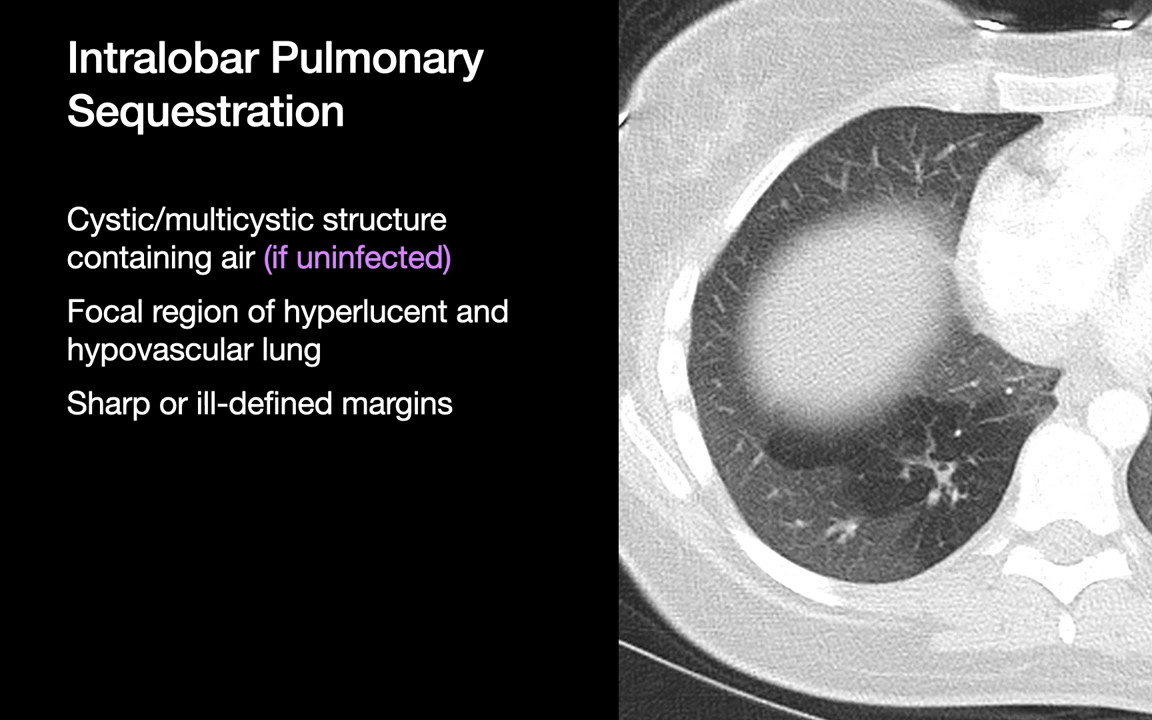 Intralobar Pulmonary
Sequestration
Cystic/multicystic structure
containing air (if uninfected)
Focal region of hyperlucent and
hypovascular lung
Sharp or ill-defined margins